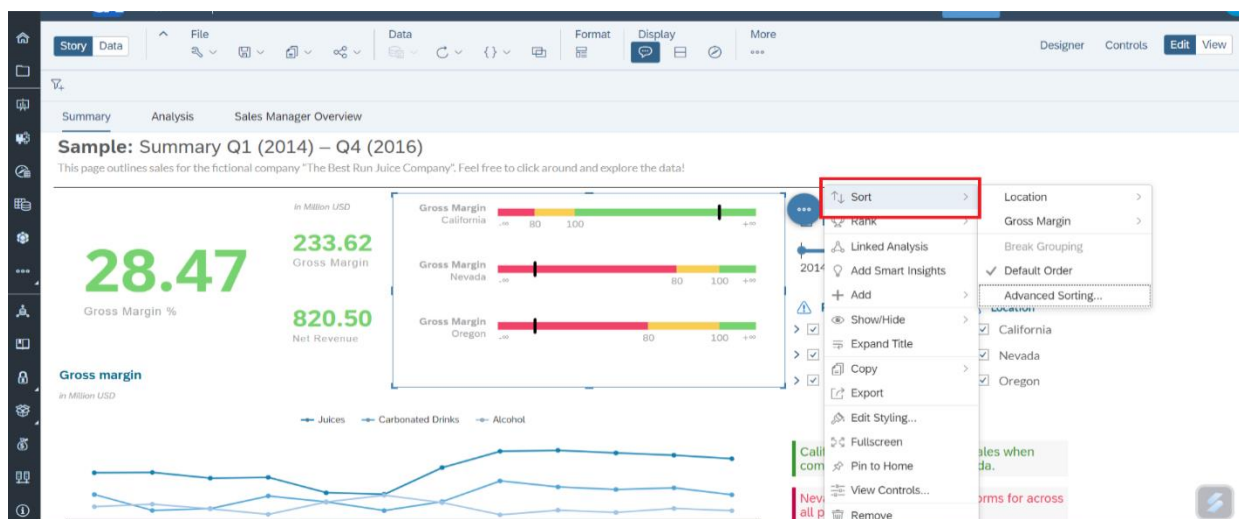 File
Data
Format
Display
More
Story
Data
Designer
Controls
Edit
View
Summary
Analysis
Sales Manager Overview
Sample: Summary Q1 (2014) – Q4 (2016)
This page outlines sales for the fictional company "The Best Run Juice Company". Feel free to click around and explore the data!
28.47
Gross Margin %
in Million USD
233.62
Gross Margin
820.50
Net Revenue
Gross Margin
California
-∞ 80 100 +∞
Gross Margin
Nevada
-∞ 80 100 +∞
Gross Margin
Oregon
-∞ 80 100 +∞
2014
Sort
Rank
Linked Analysis
Add Smart Insights
Add
Show/Hide
Expand Title
Copy
Export
Edit Styling...
Fullscreen
Pin to Home
View Controls...
Remove
Location
Gross Margin
Break Grouping
Default Order
Advanced Sorting...
Location
California
Nevada
Oregon
Gross margin
in Million USD
Juices
Carbonated Drinks
Alcohol
ales when
da.
orms for across
all p